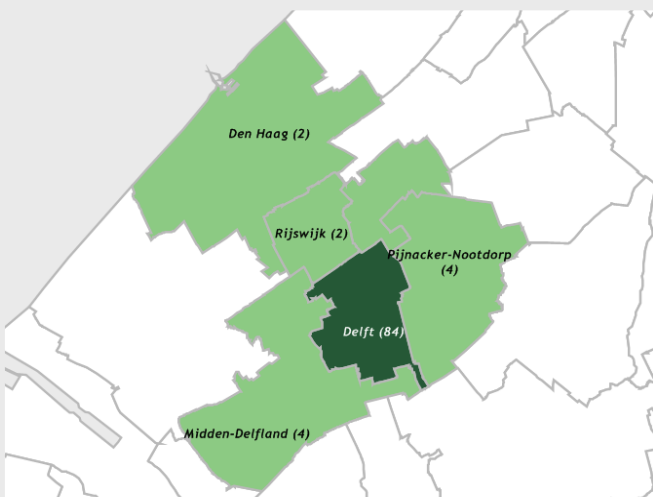 Den Haag (2)
Rijswijk (2)
Pijnacker-Nootdorp
(4)
Delft (84)
Midden-Delfland (4)